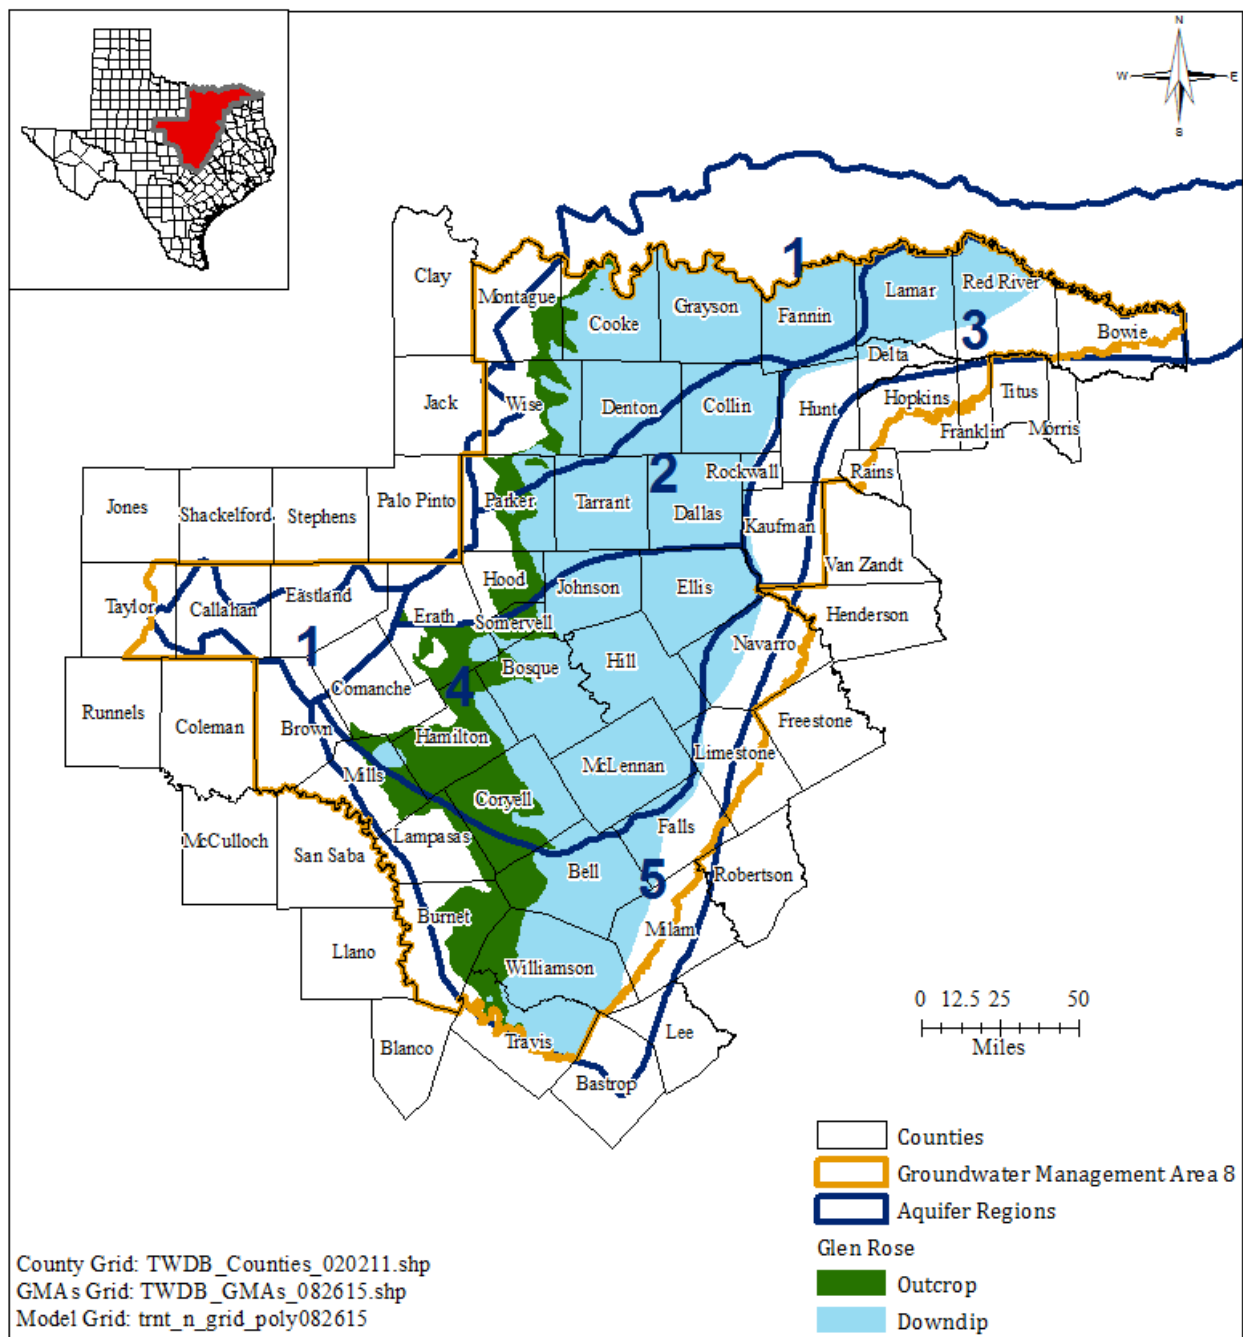 N
W E
S
Clay
Montague
Cooke
Grayson
1
Fannin
Lamar
Red River
3
Bowie
Delta
Jack
Wise
Denton
Collin
Hunt
Hopkins
Titus
Franklin
Morris
Rains
Rockwall
2
Jones
Shackelford
Stephens
Palo Pinto
Parker
Tarrant
Dallas
Kaufman
Van Zandt
Taylor
Callahan
Eastland
Erath
Hood
Johnson
Ellis
Henderson
Somervell
1
Navarro
Runnels
Coleman
Brown
Comanche
4
Bosque
Hill
Freestone
Hamilton
Limestone
Mills
McLennan
Coryell
McCulloch
San Saba
Lampasas
Falls
Bell
5
Robertson
Burnet
Milam
Llano
Williamson
Blanco
Travis
Lee
Bastrop
0 12.5 25 50
Miles
Counties
Groundwater Management Area 8
Aquifer Regions
Glen Rose
Outcrop
Downdip
County Grid: TWDB_Counties_020211.shp
GMAs Grid: TWDB_GMAs_082615.shp
Model Grid: trnt_n_grid_poly082615